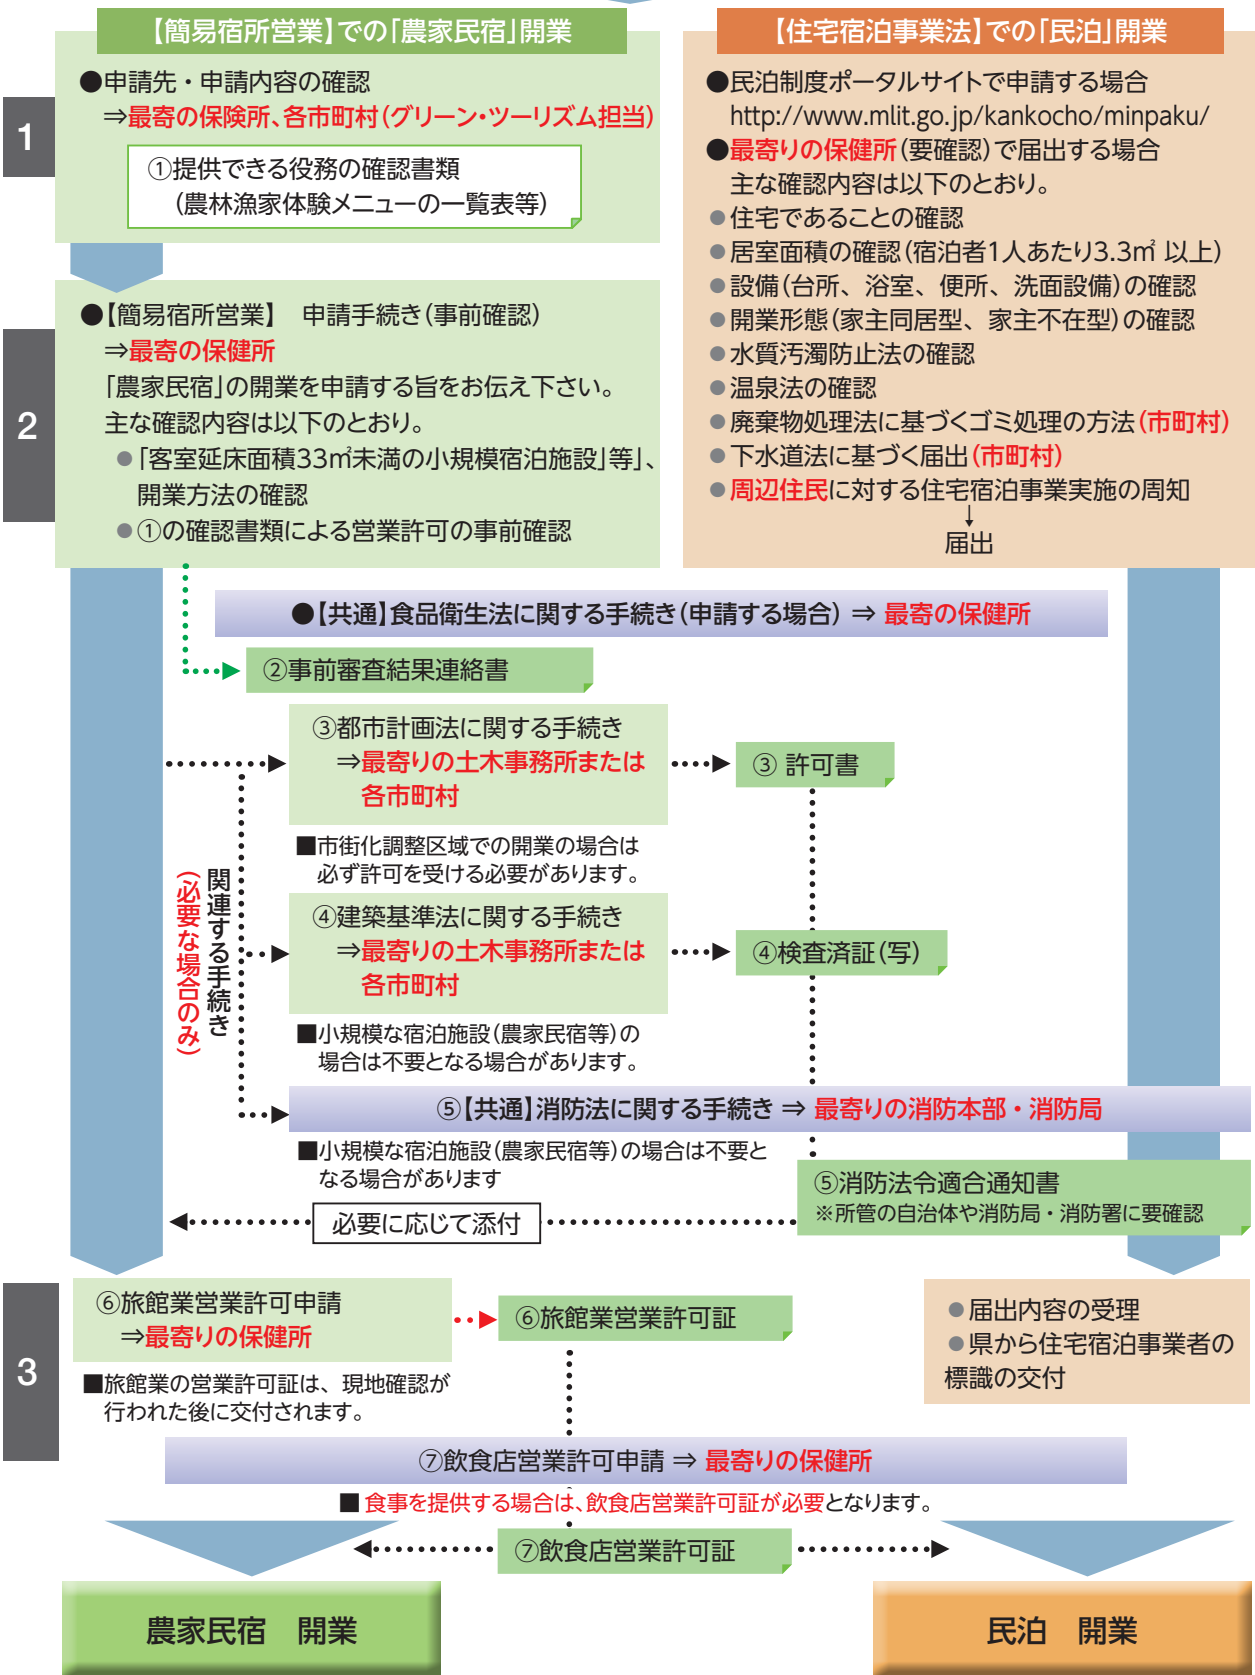 【簡易宿所営業】での「農家民宿」開業
1
●申請先・申請内容の確認
⇒最寄の保険所、各市町村(グリーン・ツーリズム担当)
①提供できる役務の確認書類
(農林漁家体験メニューの一覧表等)
2
●【簡易宿所営業】 申請手続き(事前確認)
⇒最寄の保健所
「農家民宿」の開業を申請する旨をお伝え下さい。
主な確認内容は以下のとおり。
●「客室延床面積33㎡未満の小規模宿泊施設」等」、
開業方法の確認
●①の確認書類による営業許可の事前確認
【住宅宿泊事業法】での「民泊」開業
●民泊制度ポータルサイトで申請する場合
http://www.mlit.go.jp/kankocho/minpaku/
●最寄りの保健所(要確認)で届出する場合
主な確認内容は以下のとおり。
●住宅であることの確認
●居室面積の確認(宿泊者1人あたり3.3㎡ 以上)
●設備(台所、浴室、便所、洗面設備)の確認
●開業形態(家主同居型、家主不在型)の確認
●水質汚濁防止法の確認
●温泉法の確認
●廃棄物処理法に基づくゴミ処理の方法(市町村)
●下水道法に基づく届出(市町村)
●周辺住民に対する住宅宿泊事業実施の周知
↓
届出
●【共通】食品衛生法に関する手続き(申請する場合) ⇒ 最寄の保健所
②事前審査結果連絡書
関連する手続き
(必要な場合のみ)
③都市計画法に関する手続き
⇒最寄りの土木事務所または
各市町村
③ 許可書
■市街化調整区域での開業の場合は
必ず許可を受ける必要があります。
④建築基準法に関する手続き
⇒最寄りの土木事務所または
各市町村
④検査済証(写)
■小規模な宿泊施設(農家民宿等)の
場合は不要となる場合があります。
⑤【共通】消防法に関する手続き ⇒ 最寄りの消防本部・消防局
■小規模な宿泊施設(農家民宿等)の場合は不要と
なる場合があります
⑤消防法令適合通知書
※所管の自治体や消防局・消防署に要確認
必要に応じて添付
3
⑥旅館業営業許可申請
⇒最寄りの保健所
⑥旅館業営業許可証
■旅館業の営業許可証は、現地確認が
行われた後に交付されます。
●届出内容の受理
●県から住宅宿泊事業者の
標識の交付
⑦飲食店営業許可申請 ⇒ 最寄りの保健所
■ 食事を提供する場合は、飲食店営業許可証が必要となります。
⑦飲食店営業許可証
農家民宿 開業
民泊 開業